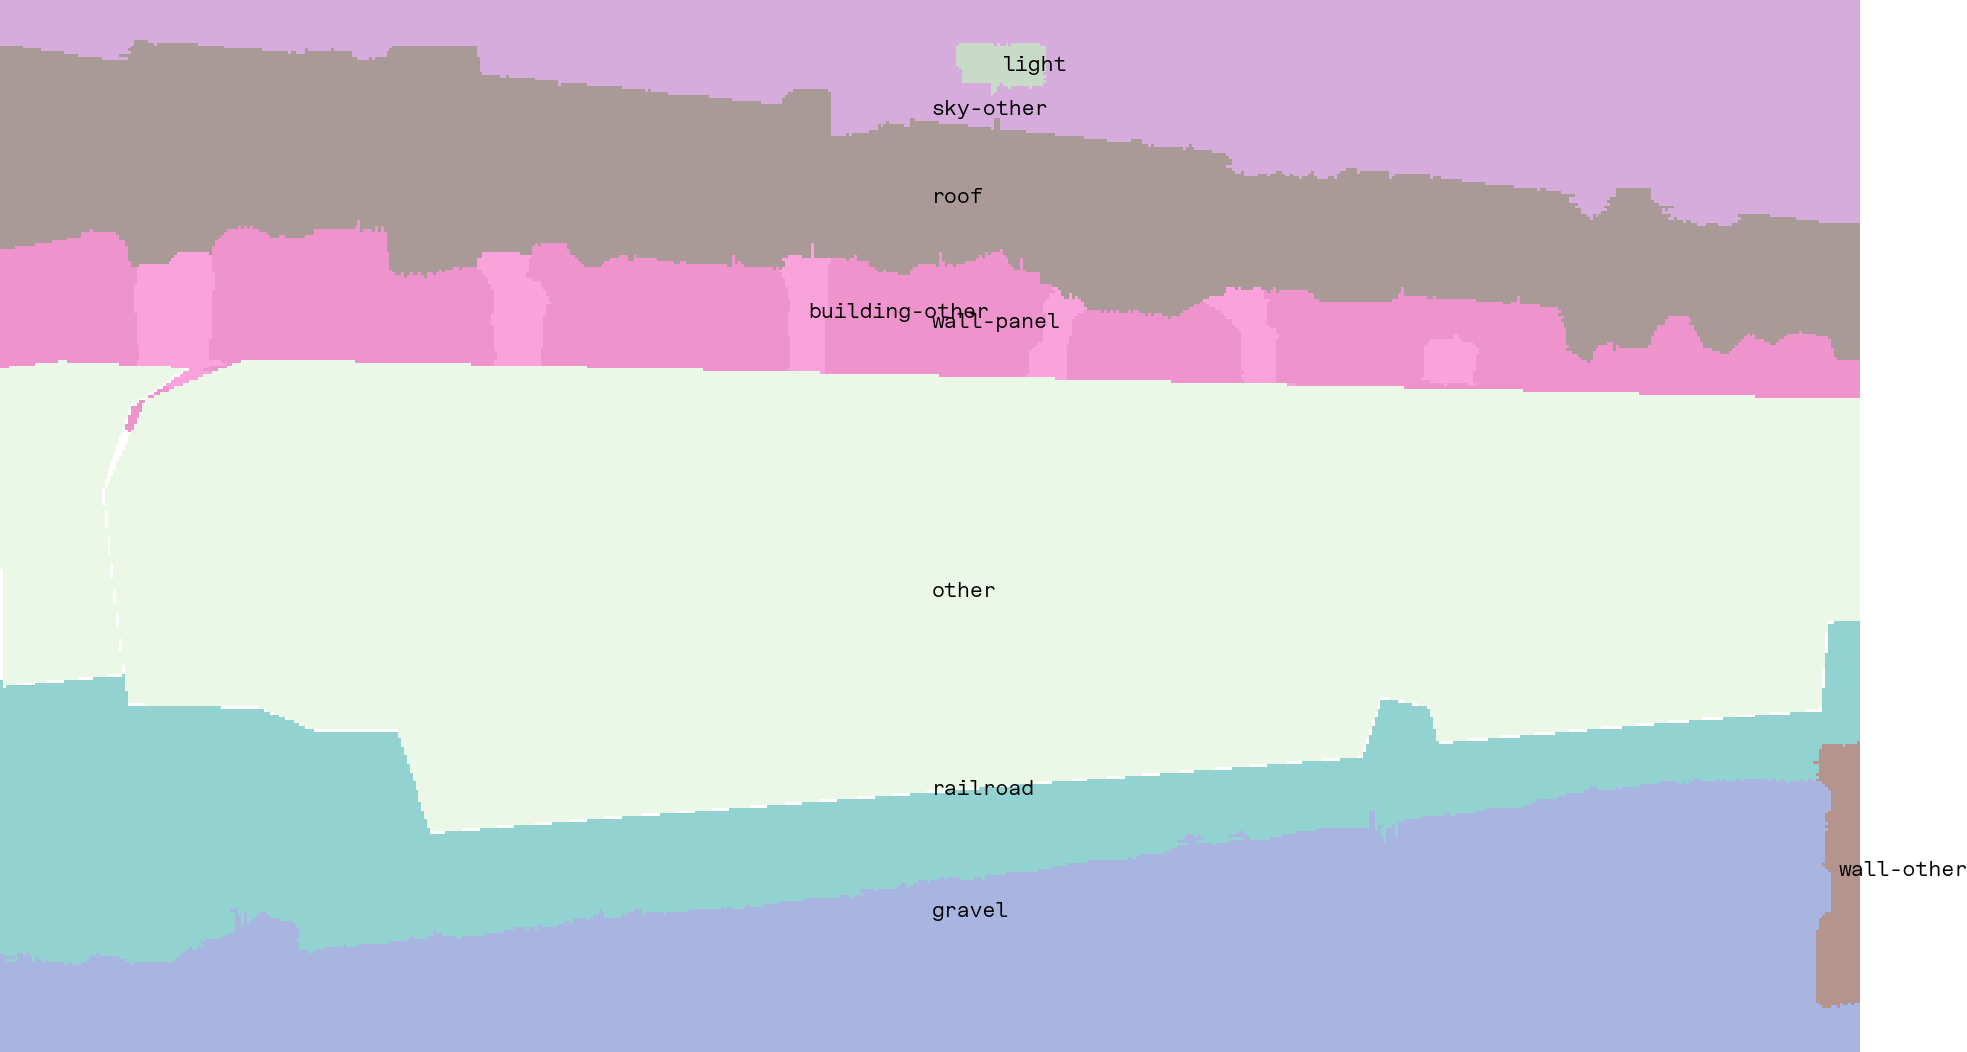 light
sky-other
roof
building-other
wall-panel
other
railroad
wall-other
gravel